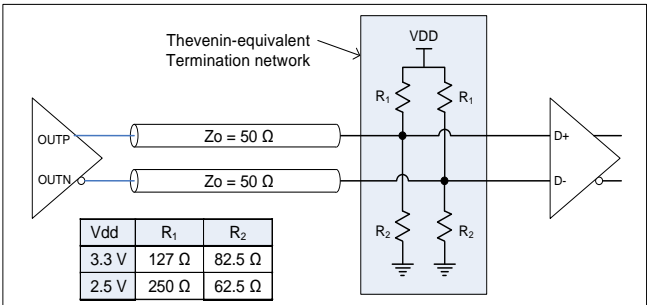 Thevenin-equivalent
Termination network
VDD
R1 R1
OUTP Zo = 50 Ω D+
OUTN Zo = 50 Ω D-
R2 R2
Vdd R1 R2
3.3 V 127 Ω 82.5 Ω
2.5 V 250 Ω 62.5 Ω